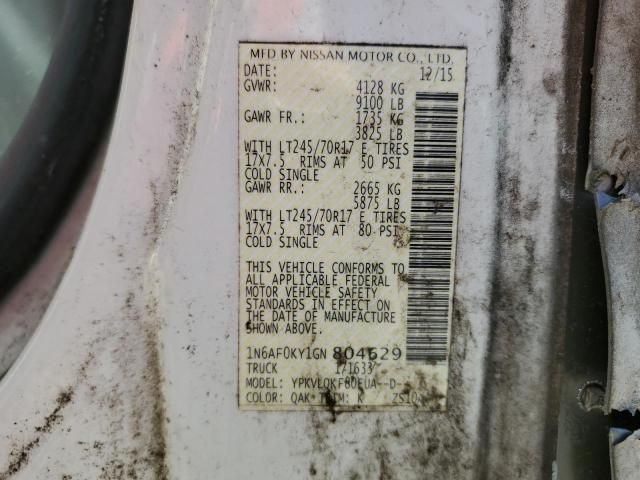 MFD BY NISSAN MOTOR CO., LTD.
DATE: 12/15
GVWR: 4128 KG
9100 LB
GAWR FR.: 1735 KG
3825 LB
WITH LT245/70R17 E TIRES
17X7.5 RIMS AT 50 PSI
COLD SINGLE
GAWR RR.: 2665 KG
5875 LB
WITH LT245/70R17 E TIRES
17X7.5 RIMS AT 80 PSI
COLD SINGLE
THIS VEHICLE CONFORMS TO
ALL APPLICABLE FEDERAL
MOTOR VEHICLE SAFETY
STANDARDS IN EFFECT ON
THE DATE OF MANUFACTURE
SHOWN ABOVE.
1N6AF0KY1GN 804629
TRUCK 171633
MODEL:
COLOR: QAK TRIM: K